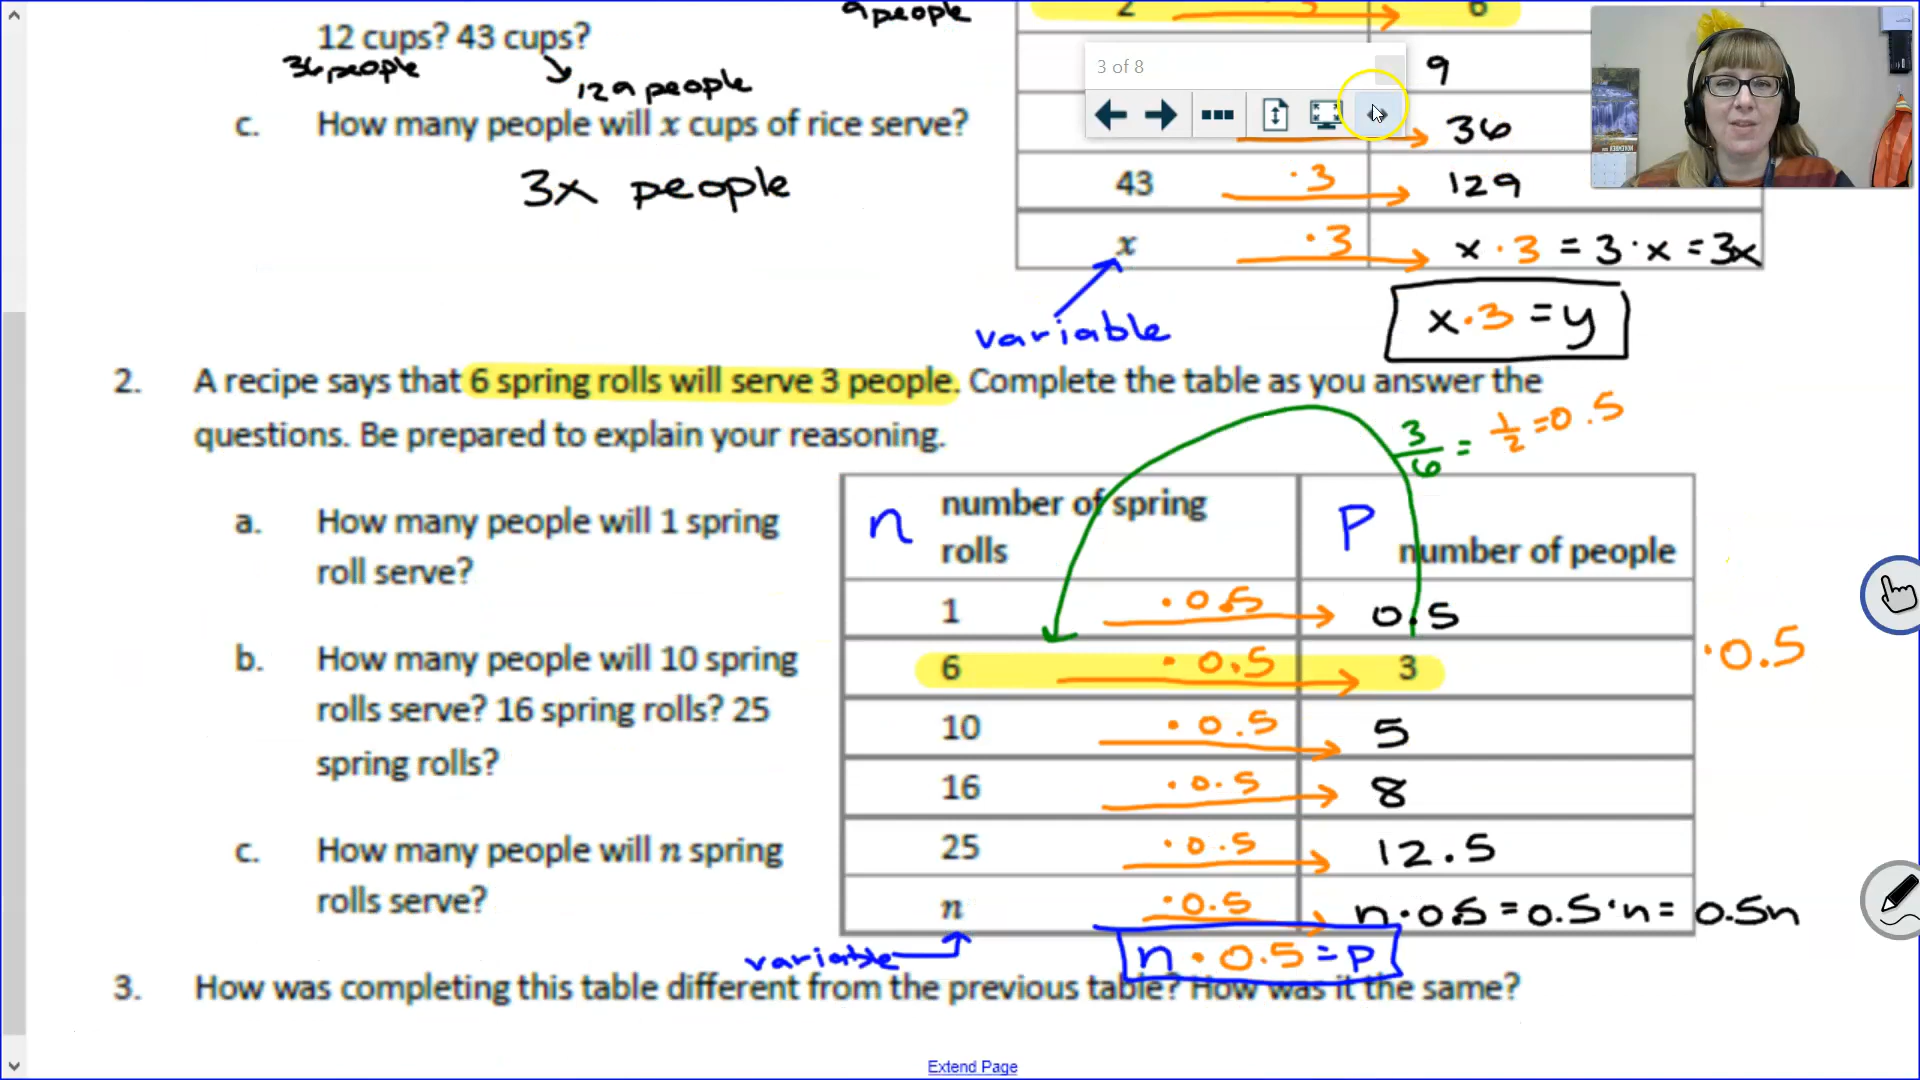 12 cups? 43 cups?
9 people
36 people
129 people
c. How many people will x cups of rice serve?
3x people
2 6
3 of 8
9
36
43 ·3 129
x ·3 x·3 = 3·x = 3x
variable
x·3 = y
2. A recipe says that 6 spring rolls will serve 3 people. Complete the table as you answer the
questions. Be prepared to explain your reasoning.
3/6 = 1/2 = 0.5
a. How many people will 1 spring
roll serve?
b. How many people will 10 spring
rolls serve? 16 spring rolls? 25
spring rolls?
c. How many people will n spring
rolls serve?
n number of spring
rolls
P number of people
1 ·0.5 0.5
6 ·0.5 3
·0.5
10 ·0.5 5
16 ·0.5 8
25 ·0.5 12.5
n ·0.5 n·0.5 = 0.5·n = 0.5n
variable
n·0.5 = P
3. How was completing this table different from the previous table? How was it the same?
Extend Page